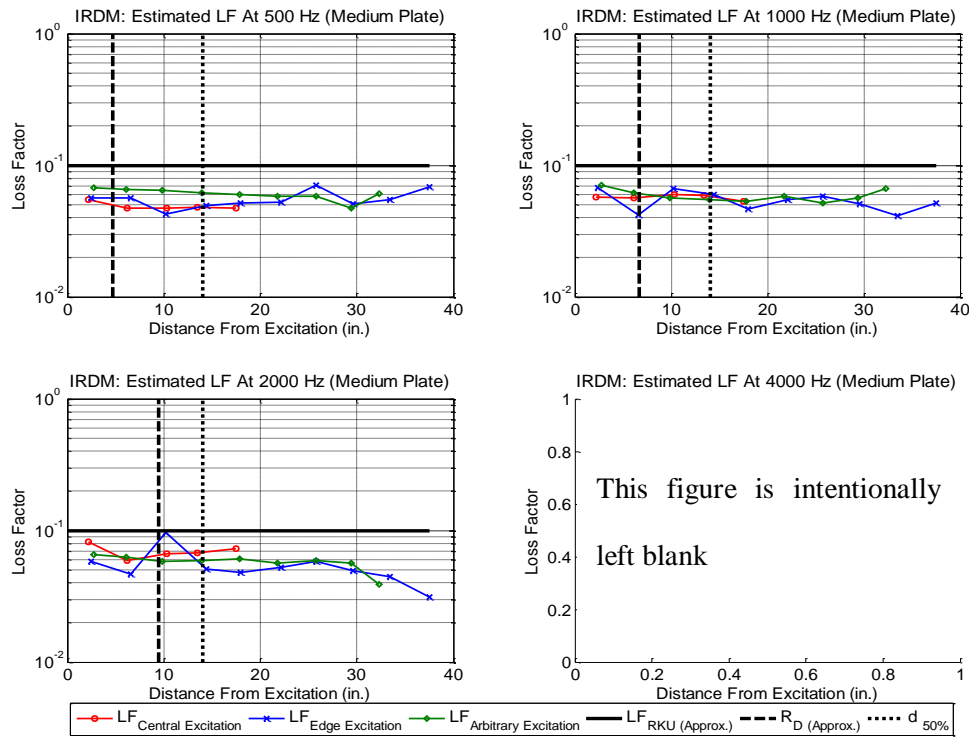 IRDM: Estimated LF At 500 Hz (Medium Plate)
10^0
10^-1
10^-2
Loss Factor
0 10 20 30 40
Distance From Excitation (in.)
IRDM: Estimated LF At 1000 Hz (Medium Plate)
10^0
10^-1
10^-2
Loss Factor
0 10 20 30 40
Distance From Excitation (in.)
IRDM: Estimated LF At 2000 Hz (Medium Plate)
10^0
10^-1
10^-2
Loss Factor
0 10 20 30 40
Distance From Excitation (in.)
IRDM: Estimated LF At 4000 Hz (Medium Plate)
1
0.8
0.6
0.4
0.2
0
Loss Factor
This figure is intentionally
left blank
0 0.2 0.4 0.6 0.8 1
Distance From Excitation (in.)
LF Central Excitation LF Edge Excitation LF Arbitrary Excitation LF RKU (Approx.) R D (Approx.) d 50%